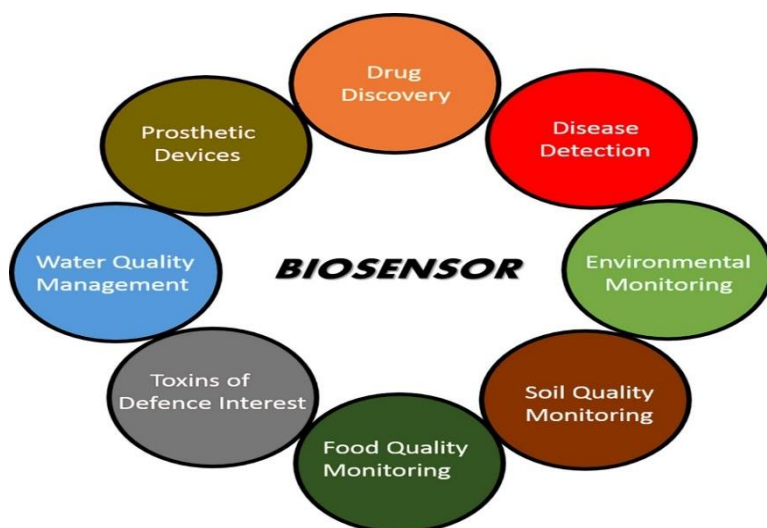 Drug
Discovery
Disease
Detection
Environmental
Monitoring
Soil Quality
Monitoring
Food Quality
Monitoring
Toxins of
Defence Interest
Water Quality
Management
Prosthetic
Devices
BIOSENSOR